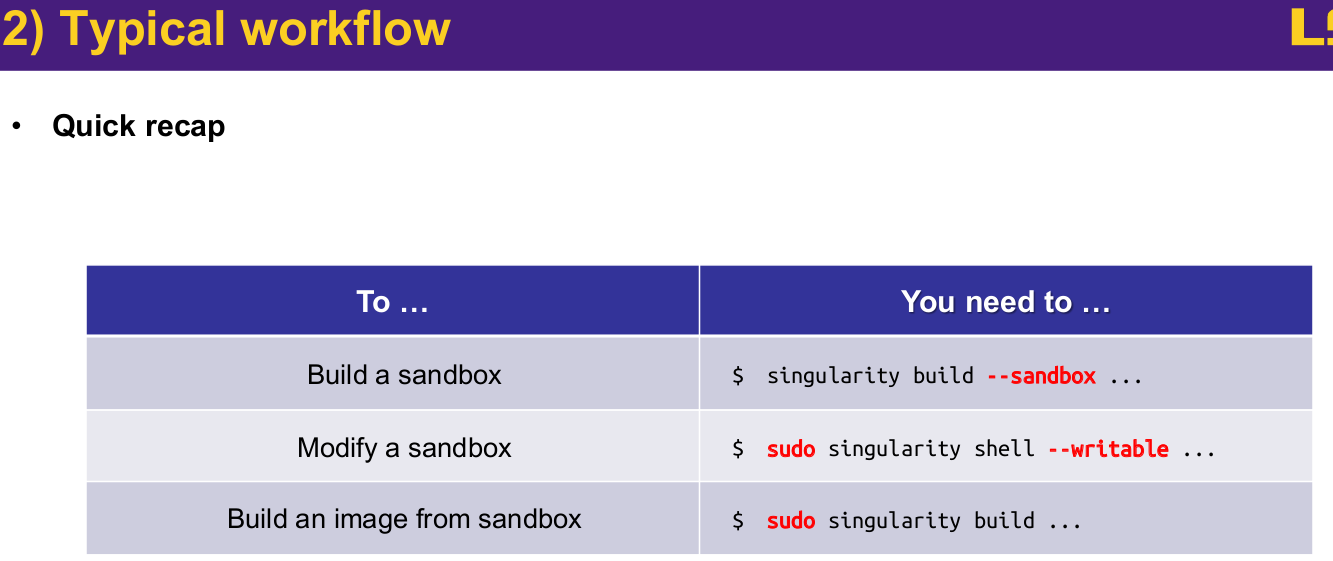 2) Typical workflow
• Quick recap
To …
You need to …
Build a sandbox
$ singularity build --sandbox ...
Modify a sandbox
$ sudo singularity shell --writable ...
Build an image from sandbox
$ sudo singularity build ...